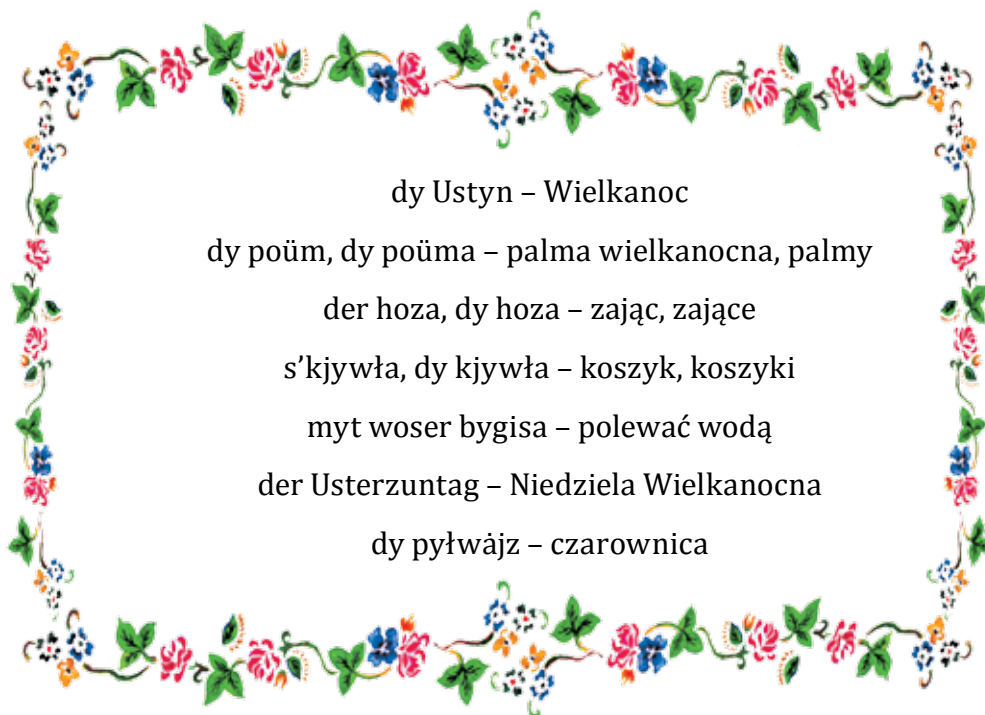 dy Ustyn – Wielkanoc
dy poüm, dy poüma – palma wielkanocna, palmy
der hoza, dy hoza – zając, zające
s’kjywła, dy kjywła – koszyk, koszyki
myt woser bygisa – polewać wodą
der Usterzuntag – Niedziela Wielkanocna
dy pyłwȧjz – czarownica